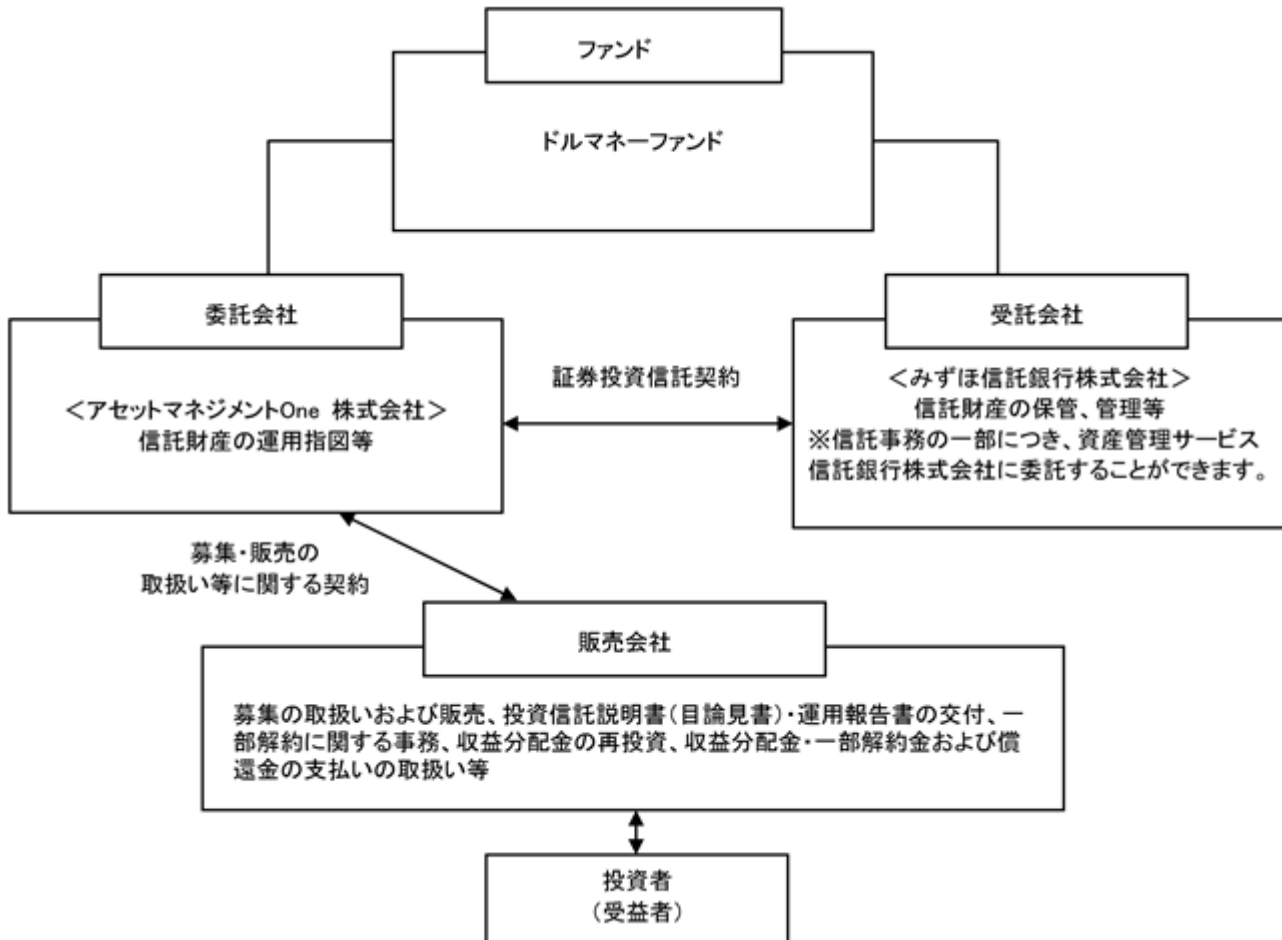 ファンド
ドルマネーファンド
委託会社
<アセットマネジメントOne 株式会社>
信託財産の運用指図等
証券投資信託契約
受託会社
<みずほ信託銀行株式会社>
信託財産の保管、管理等
※信託事務の一部につき、資産管理サービス
信託銀行株式会社に委託することができます。
募集・販売の
取扱い等に関する契約
販売会社
募集の取扱いおよび販売、投資信託説明書(目論見書)・運用報告書の交付、一
部解約に関する事務、収益分配金の再投資、収益分配金・一部解約金および償
還金の支払いの取扱い等
投資者
(受益者)